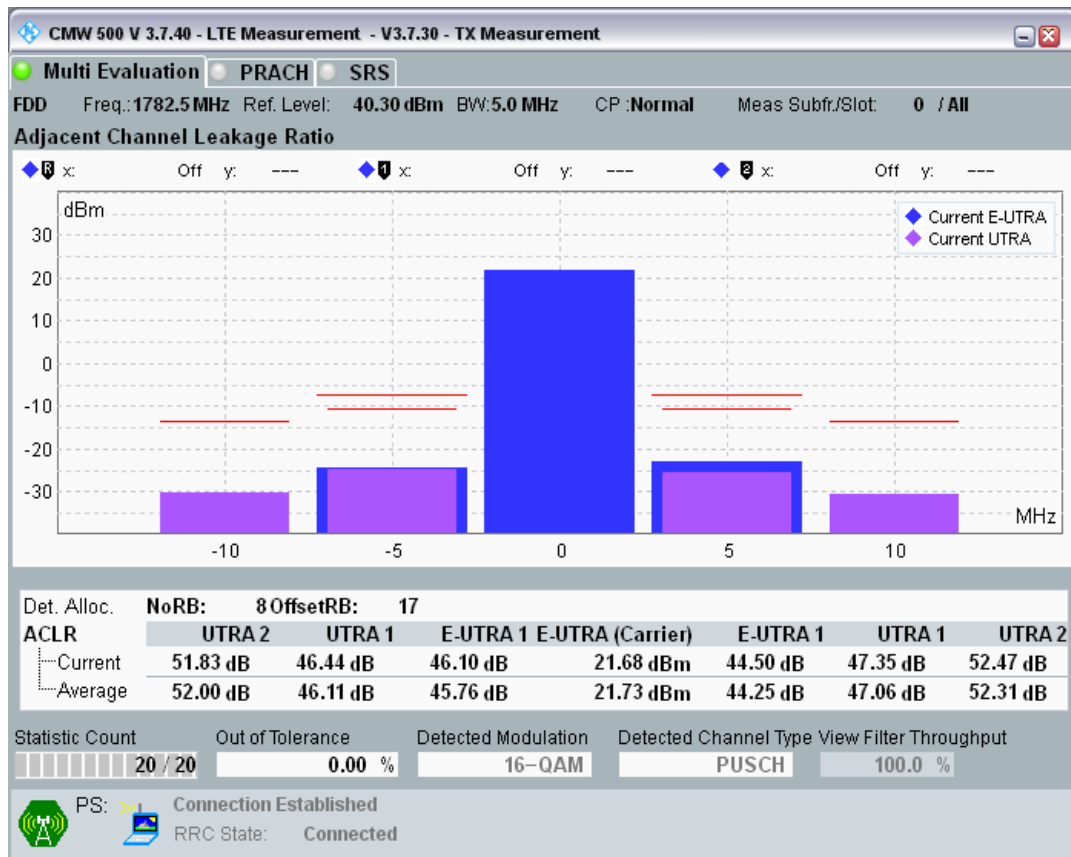 CMW 500 V 3.7.40 - LTE Measurement - V3.7.30 - TX Measurement
Multi Evaluation PRACH SRS
FDD Freq.:1782.5 MHz Ref. Level: 40.30 dBm BW:5.0 MHz CP :Normal Meas Subfr./Slot: 0 / All
Adjacent Channel Leakage Ratio
R x: Off y: --- 1 x: Off y: --- 2 x: Off y: ---
dBm
Current E-UTRA
Current UTRA
30
20
10
0
-10
-20
-30
MHz
-10 -5 0 5 10
Det. Alloc. NoRB: 8 OffsetRB: 17
ACLR UTRA 2 UTRA 1 E-UTRA 1 E-UTRA (Carrier) E-UTRA 1 UTRA 1 UTRA 2
Current 51.83 dB 46.44 dB 46.10 dB 21.68 dBm 44.50 dB 47.35 dB 52.47 dB
Average 52.00 dB 46.11 dB 45.76 dB 21.73 dBm 44.25 dB 47.06 dB 52.31 dB
Statistic Count Out of Tolerance Detected Modulation Detected Channel Type View Filter Throughput
20 / 20 0.00 % 16-QAM PUSCH 100.0 %
PS: Connection Established
RRC State: Connected